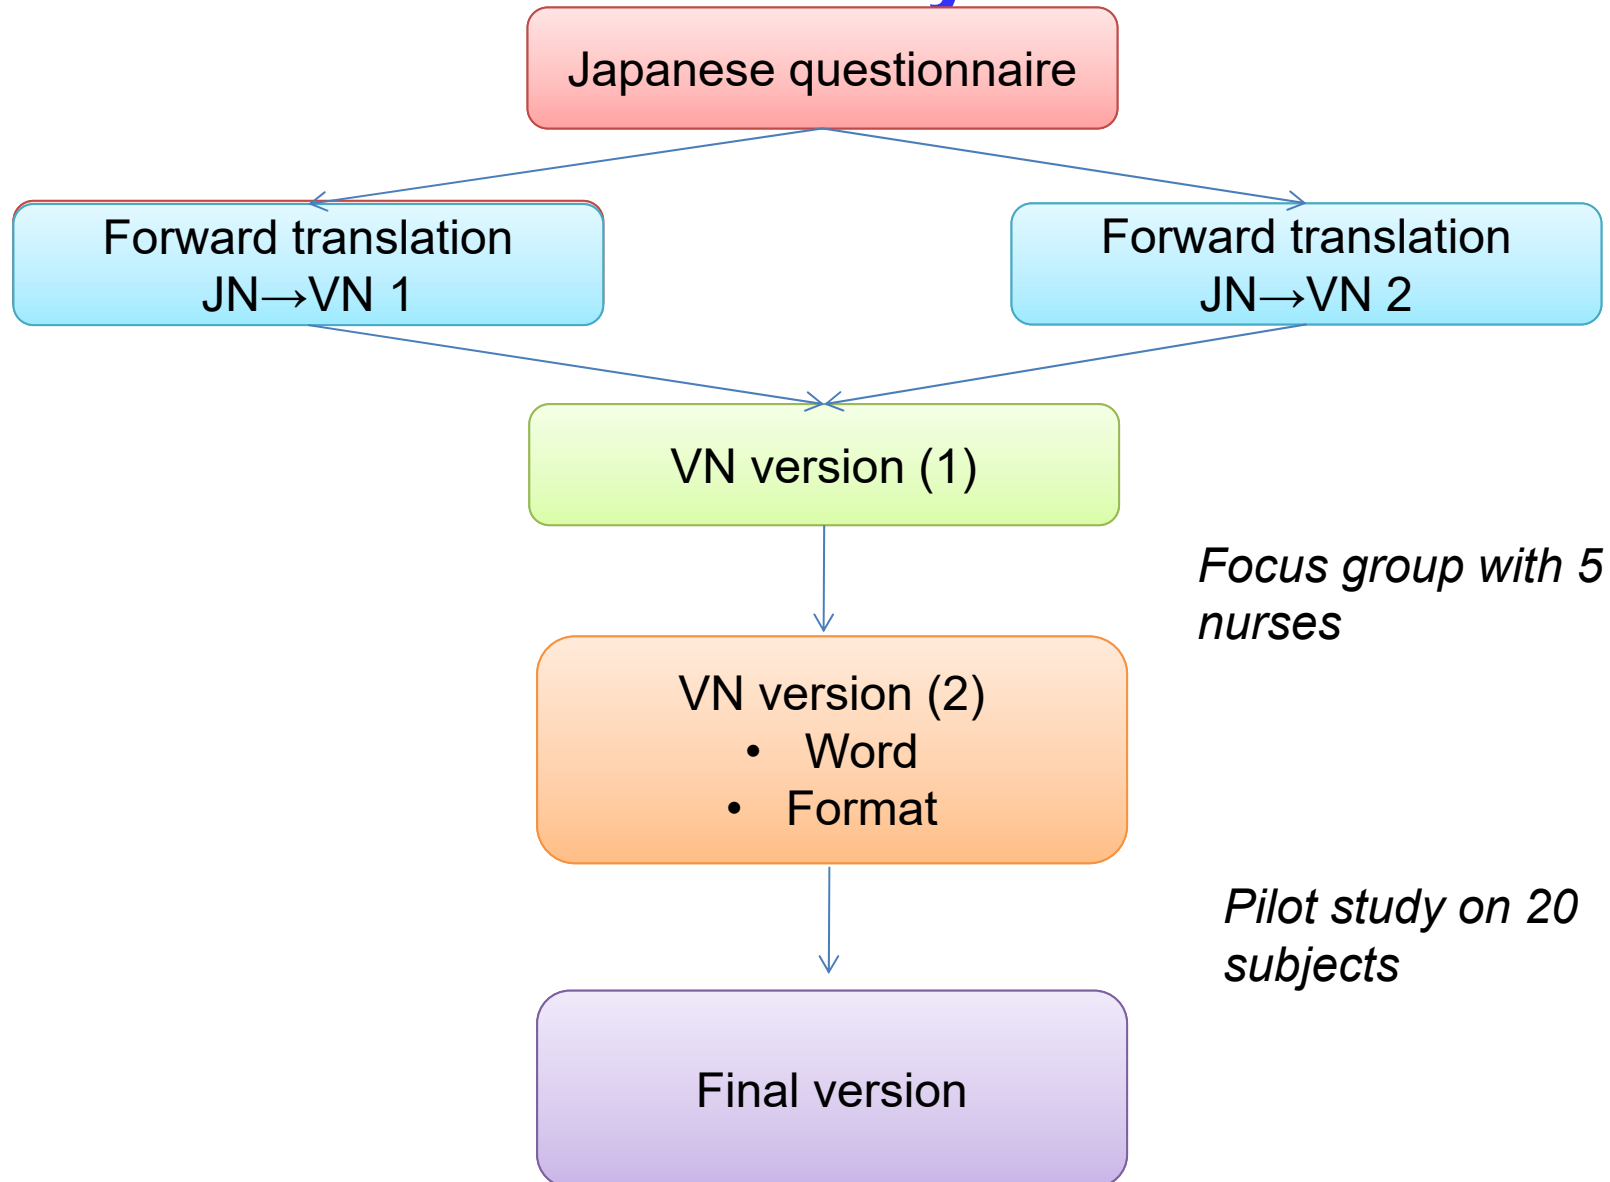 Japanese questionnaire
Forward translation
JN→VN 1
Forward translation
JN→VN 2
VN version (1)
Focus group with 5
nurses
VN version (2)
• Word
• Format
Pilot study on 20
subjects
Final version